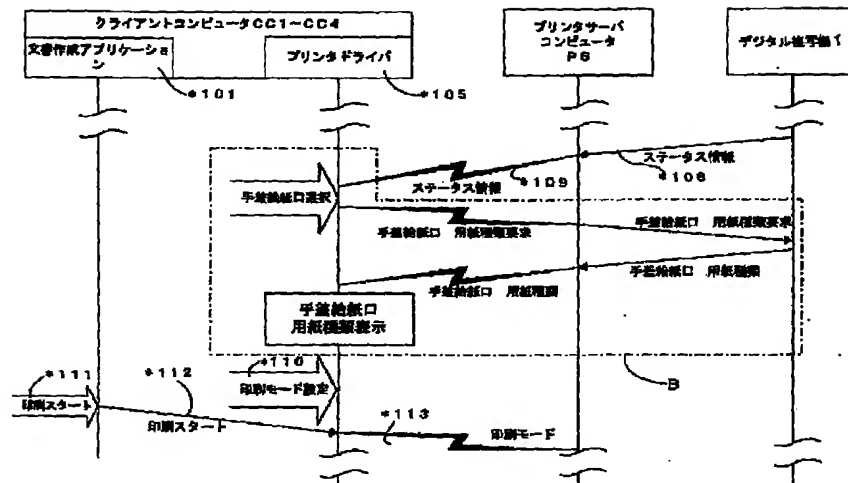 クライアントコンピュータCC1～CC4
文書作成アプリケーショ
ン
プリンタドライバ
プリンタサーバ
コンピュータ
PS
デジタル複写機1
*101
*105
ステータス情報
*108
ステータス情報
*109
手差給紙口選択
手差給紙口 用紙種類要求
手差給紙口 用紙種類要求
手差給紙口 用紙種類
手差給紙口 用紙種類
手差給紙口
用紙種類表示
*110
印刷モード設定
B
*111
印刷スタート
*112
印刷スタート
*113
印刷モード